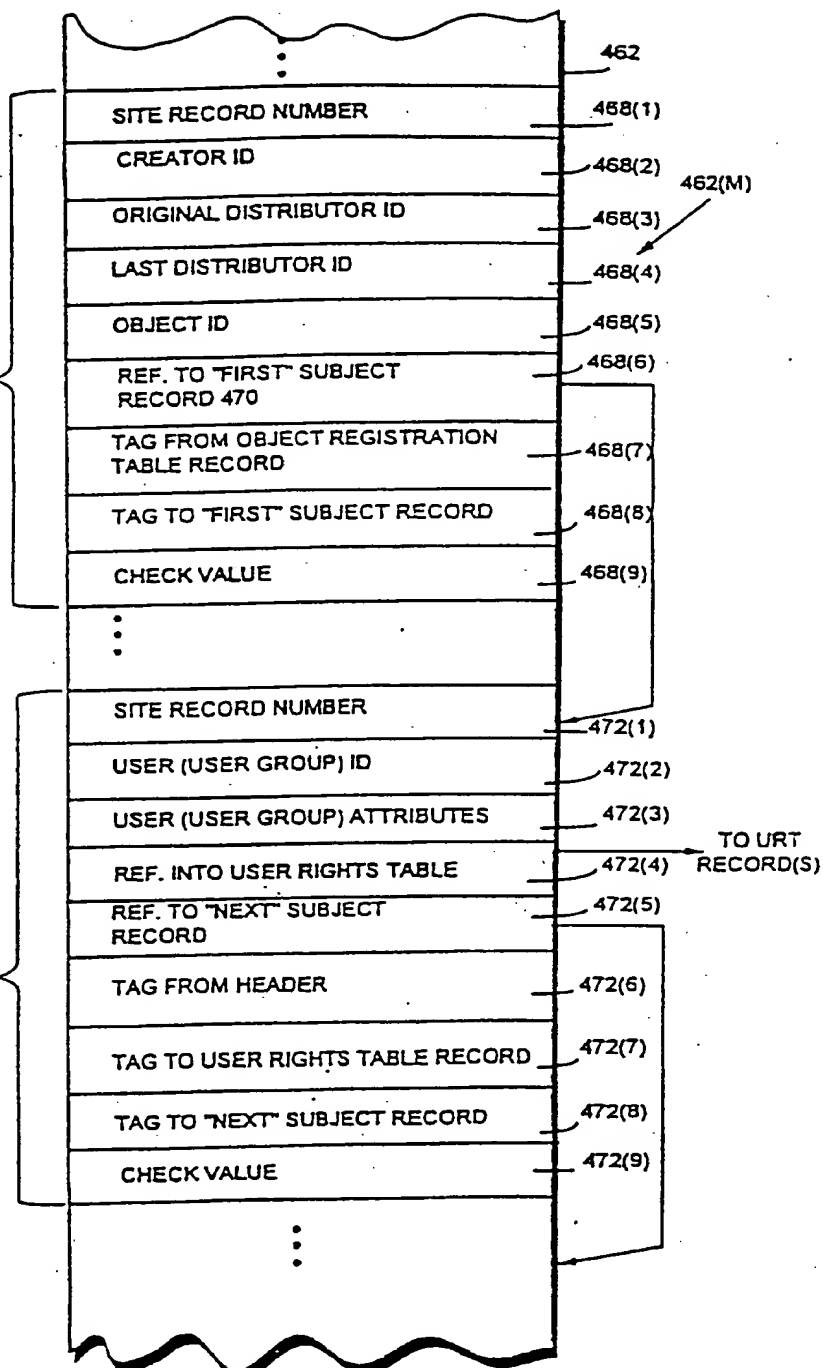 462
SITE RECORD NUMBER 468(1)
CREATOR ID 468(2)
462(M)
ORIGINAL DISTRIBUTOR ID 468(3)
LAST DISTRIBUTOR ID 468(4)
OBJECT ID 468(5)
REF. TO "FIRST" SUBJECT 468(6)
RECORD 470
TAG FROM OBJECT REGISTRATION
TABLE RECORD 468(7)
TAG TO "FIRST" SUBJECT RECORD 468(8)
CHECK VALUE 468(9)
SITE RECORD NUMBER 472(1)
USER (USER GROUP) ID 472(2)
USER (USER GROUP) ATTRIBUTES 472(3)
TO URT
RECORD(S)
REF. INTO USER RIGHTS TABLE 472(4)
REF. TO "NEXT" SUBJECT 472(5)
RECORD
TAG FROM HEADER 472(6)
TAG TO USER RIGHTS TABLE RECORD 472(7)
TAG TO "NEXT" SUBJECT RECORD 472(8)
CHECK VALUE 472(9)